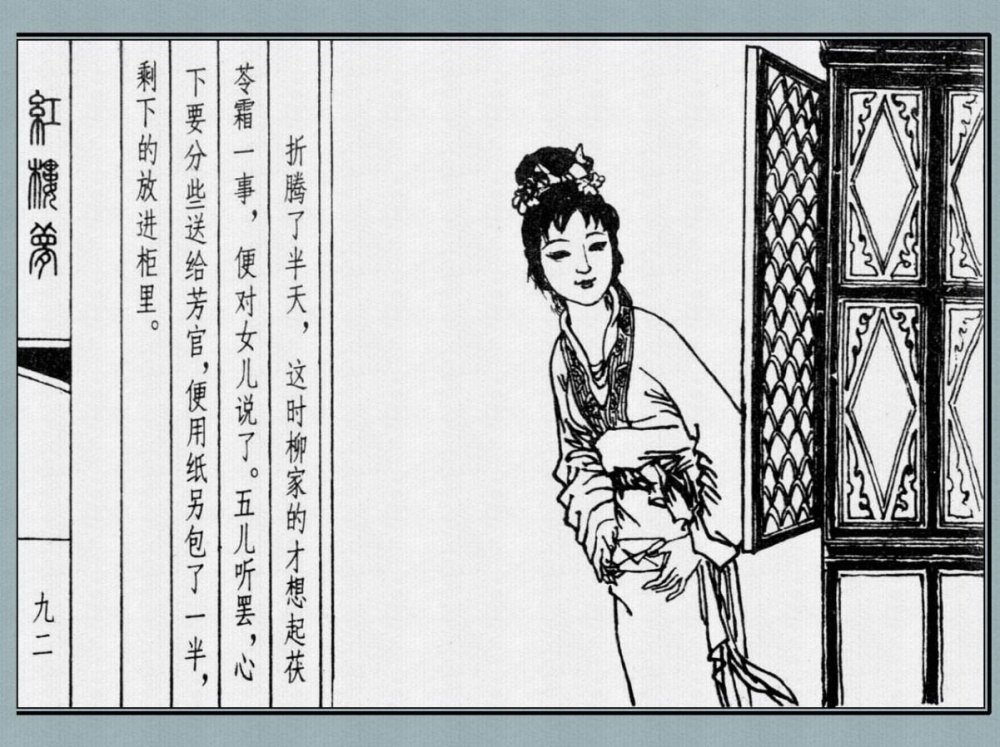 折腾了半天，这时柳家的才想起茯
苓霜一事，便对女儿说了。五儿听罢，心
下要分些送给芳官，便用纸另包了一半，
剩下的放进柜里。
紅樓夢
九二